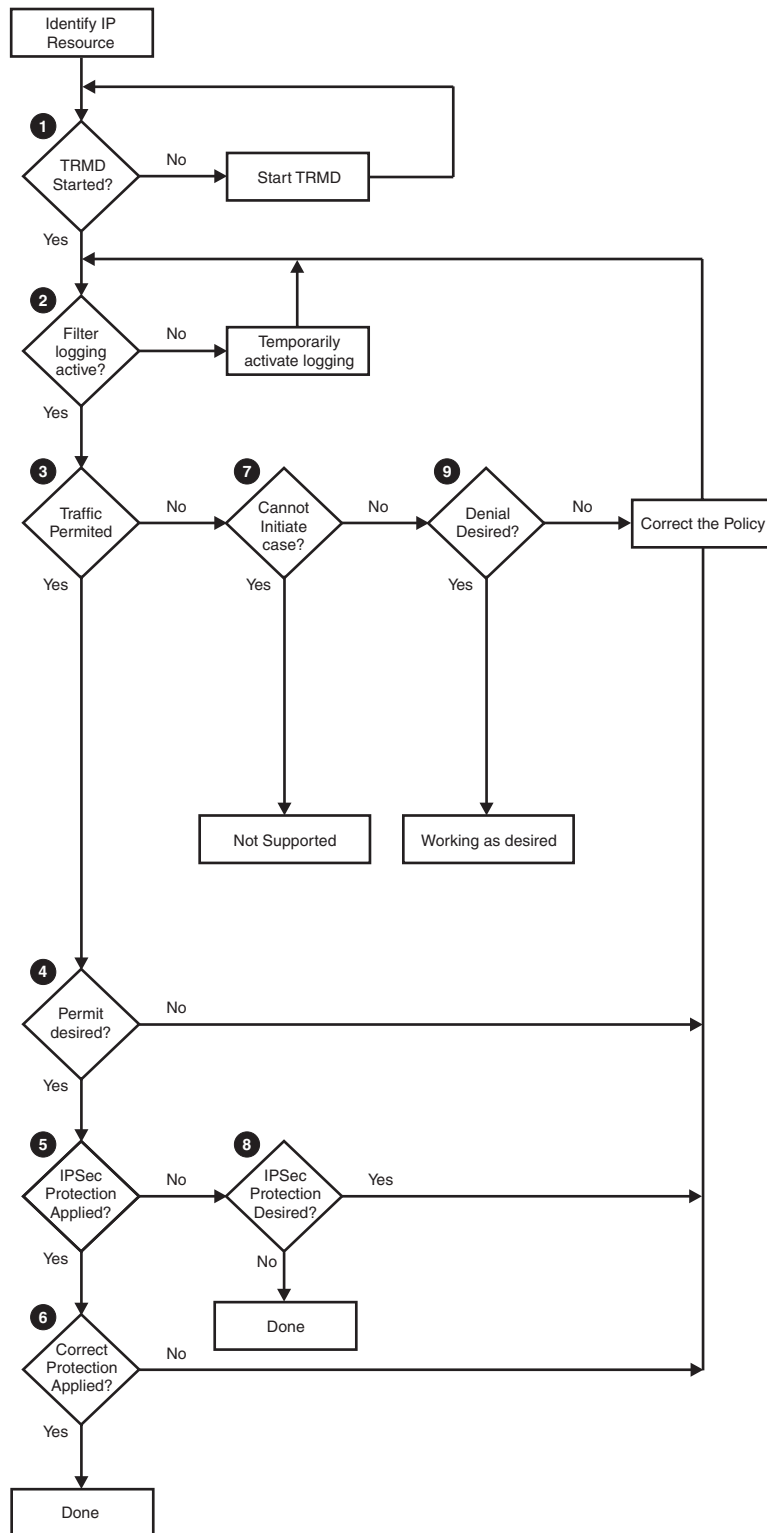 Identify IP
Resource
1
TRMD
Started?
No
Start TRMD
Yes
2
Filter
logging
active?
No
Temporarily
activate logging
Yes
3
Traffic
Permited
No
7
Cannot
Initiate
case?
No
9
Denial
Desired?
No
Correct the Policy
Yes
Yes
Yes
Not Supported
Working as desired
4
Permit
desired?
No
Yes
5
IPSec
Protection
Applied?
No
8
IPSec
Protection
Desired?
Yes
Yes
No
Done
6
Correct
Protection
Applied?
No
Yes
Done